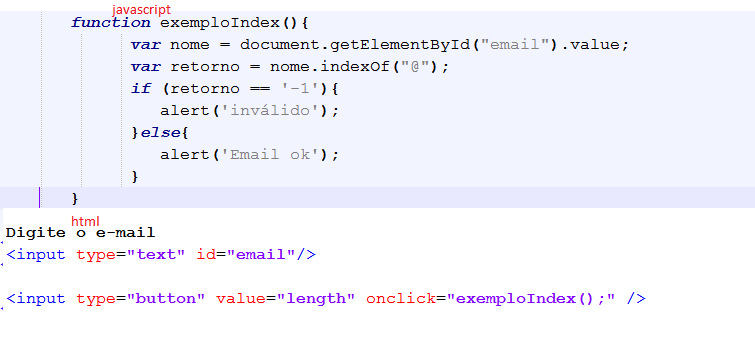 javascript
function exemploIndex(){
var nome = document.getElementById("email").value;
var retorno = nome.indexOf("@");
if (retorno == '-1'){
alert('inválido');
}else{
alert('Email ok');
}
}
html
Digite o e-mail
<input type="text" id="email"/>
<input type="button" value="length" onclick="exemploIndex();" />